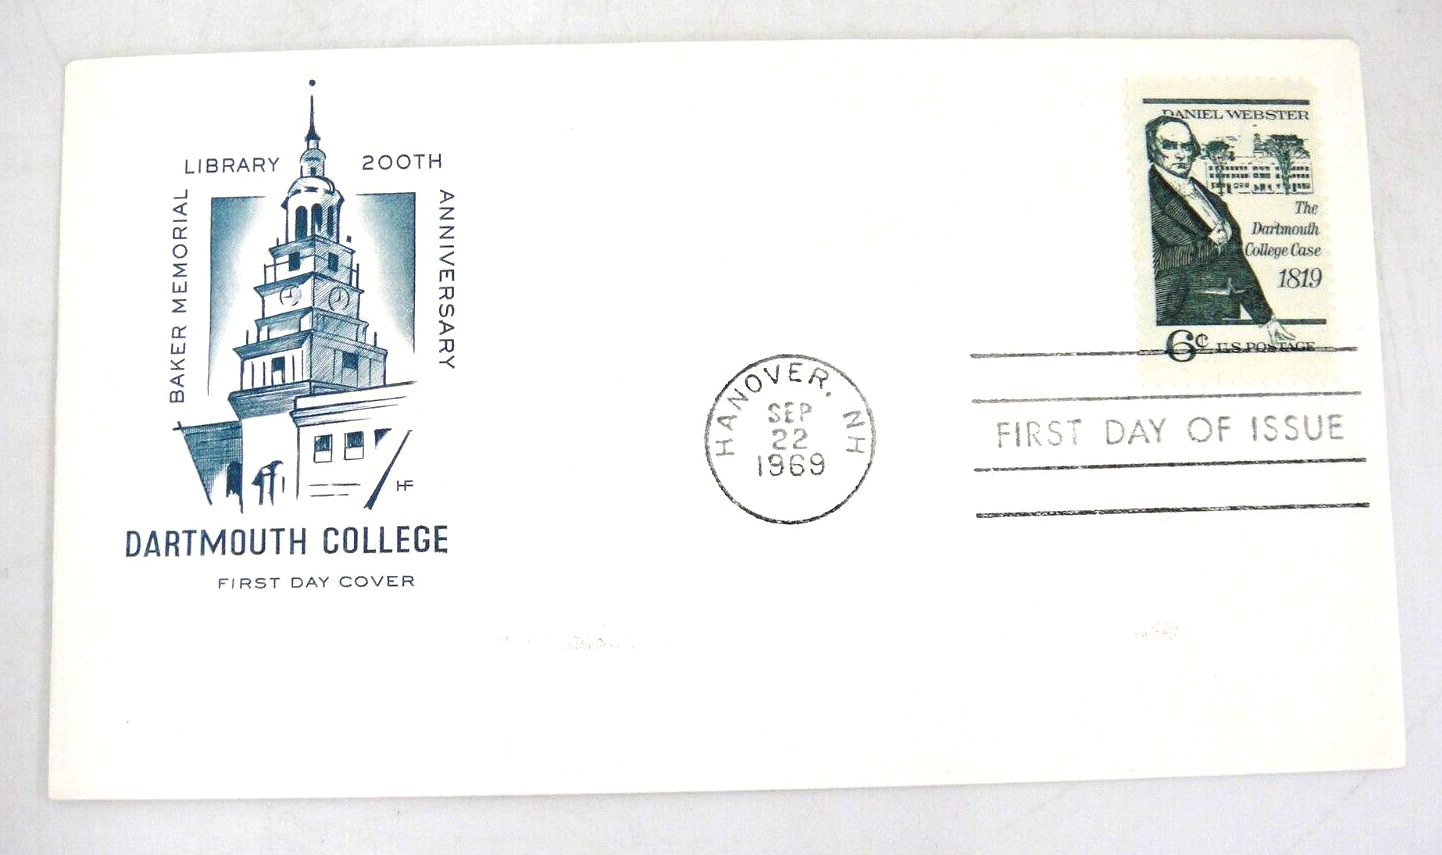 BAKER MEMORIAL
LIBRARY 200TH
ANNIVERSARY
HF
DARTMOUTH COLLEGE
FIRST DAY COVER
HANOVER, NH
SEP
22
1969
DANIEL WEBSTER
The
Dartmouth
College Case
1819
6¢ U.S. POSTAGE
FIRST DAY OF ISSUE